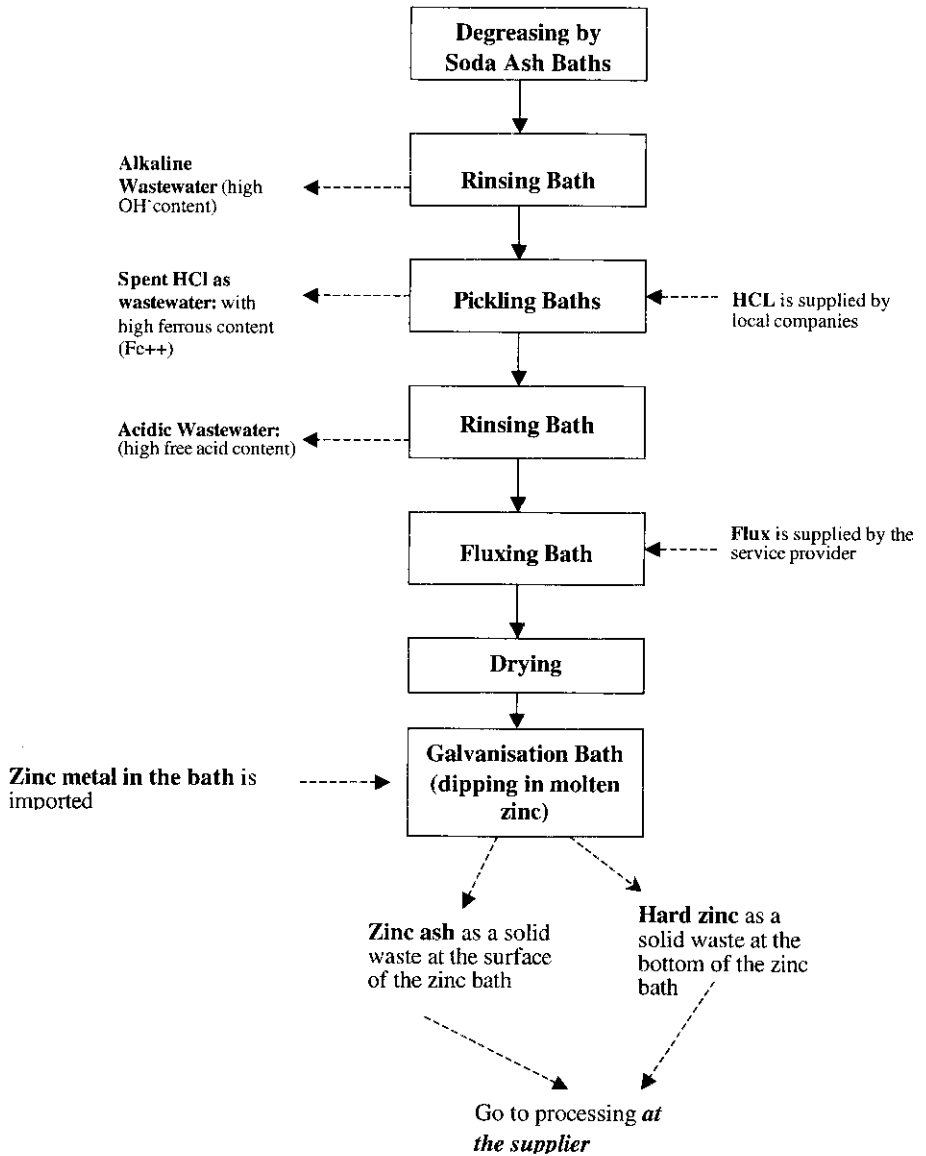 Degreasing by
Soda Ash Baths
Alkaline
Wastewater (high
OH⁻content)
Rinsing Bath
Spent HCl as
wastewater: with
high ferrous content
(Fe++)
Pickling Baths
HCL is supplied by
local companies
Acidic Wastewater:
(high free acid content)
Rinsing Bath
Fluxing Bath
Flux is supplied by the
service provider
Drying
Zinc metal in the bath is
imported
Galvanisation Bath
(dipping in molten
zinc)
Zinc ash as a solid
waste at the surface
of the zinc bath
Hard zinc as a
solid waste at the
bottom of the zinc
bath
Go to processing at
the supplier